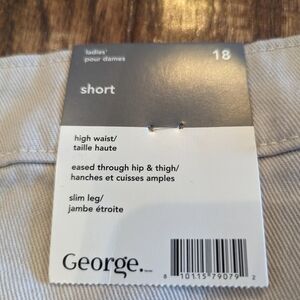 ladies'
pour dames
18
short
high waist/
taille haute
eased through hip & thigh/
hanches et cuisses amples
slim leg/
jambe étroite
George.
8 10115 79079 2